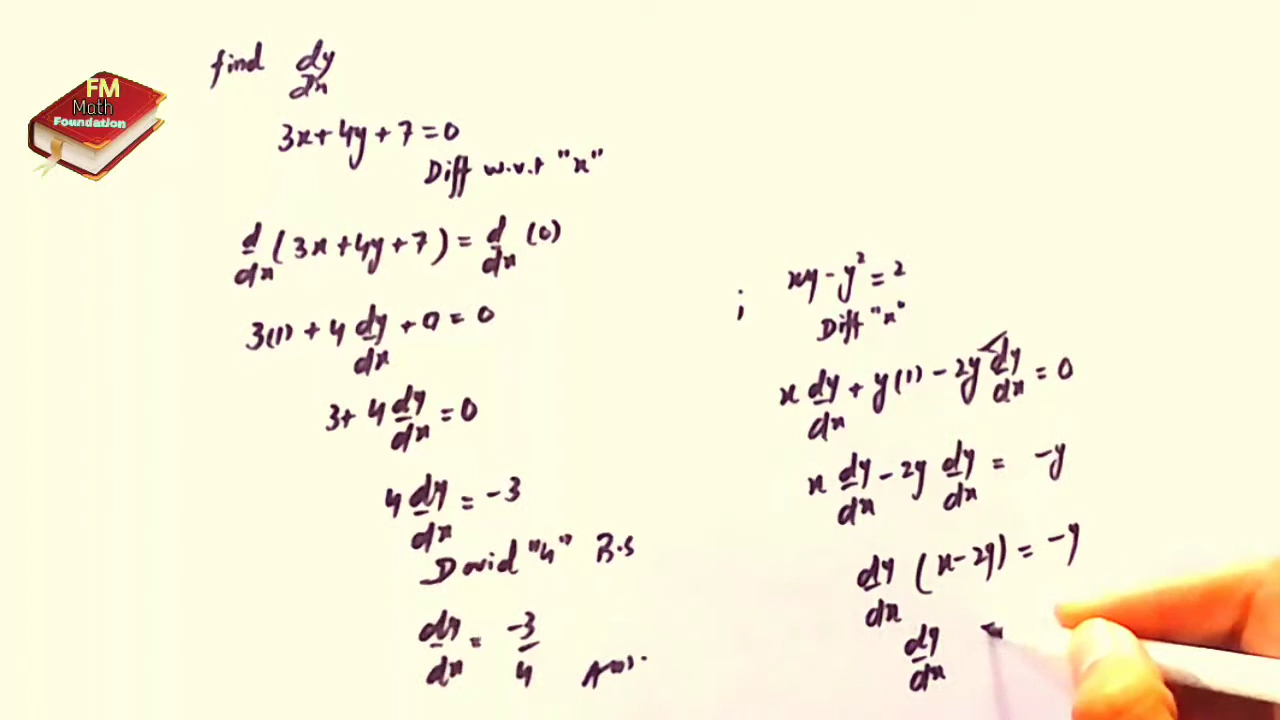 FM
Math
Foundation
find dy/dx
3x+4y+7=0
Diff w.r.t "x"
d/dx(3x+4y+7)=d/dx(0)
3(1)+4 dy/dx+0=0
3+4 dy/dx=0
4 dy/dx=-3
David "4" B.S
dy/dx=-3/4 Ans.
; xy-y²=2
Diff "x"
x dy/dx+y(1)-2y dy/dx=0
x dy/dx-2y dy/dx=-y
dy/dx(x-2y)=-y
dy/dx